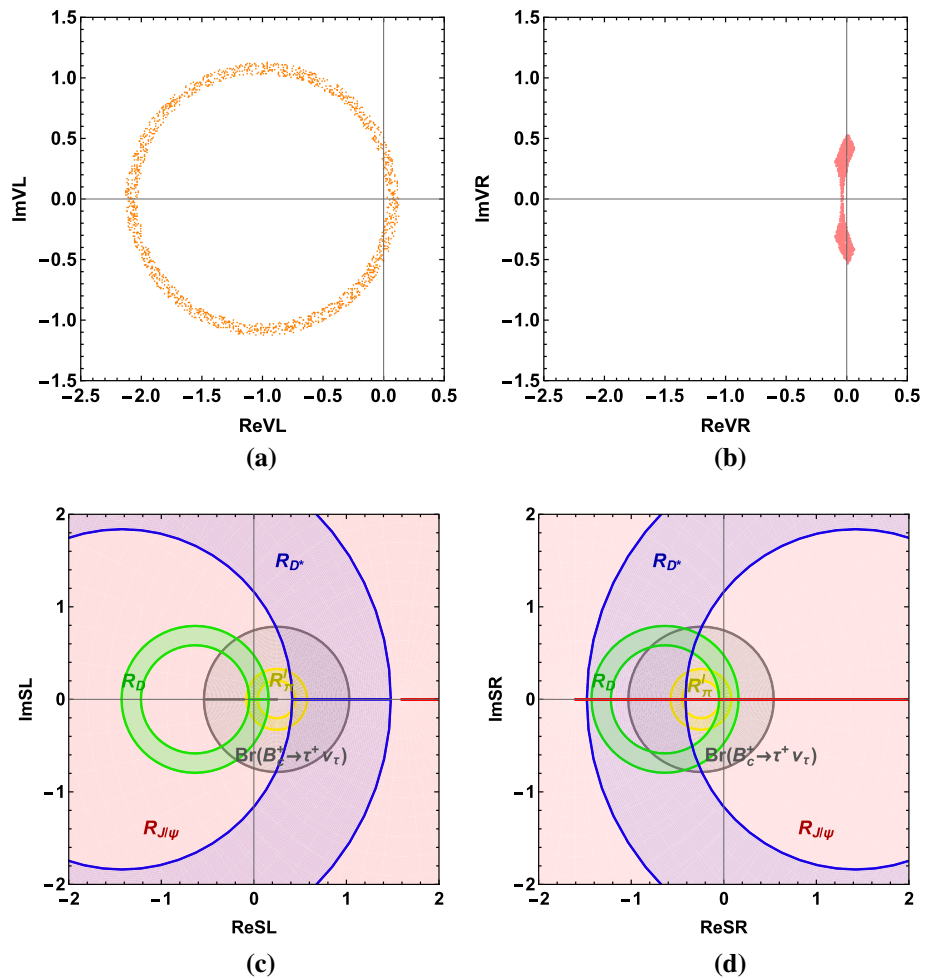 1.5
1.0
0.5
0.0
−0.5
−1.0
−1.5
ImVL
−2.5 −2.0 −1.5 −1.0 −0.5 0.0 0.5
ReVL
(a)
1.5
1.0
0.5
0.0
−0.5
−1.0
−1.5
ImVR
−2.5 −2.0 −1.5 −1.0 −0.5 0.0 0.5
ReVR
(b)
2
1
0
−1
−2
ImSL
R_{D*}
R_D
R_π^l
Br(B_c^+→τ^+ ν_τ)
R_{J/ψ}
−2 −1 0 1 2
ReSL
(c)
2
1
0
−1
−2
ImSR
R_{D*}
R_D
R_π^l
Br(B_c^+→τ^+ ν_τ)
R_{J/ψ}
−2 −1 0 1 2
ReSR
(d)